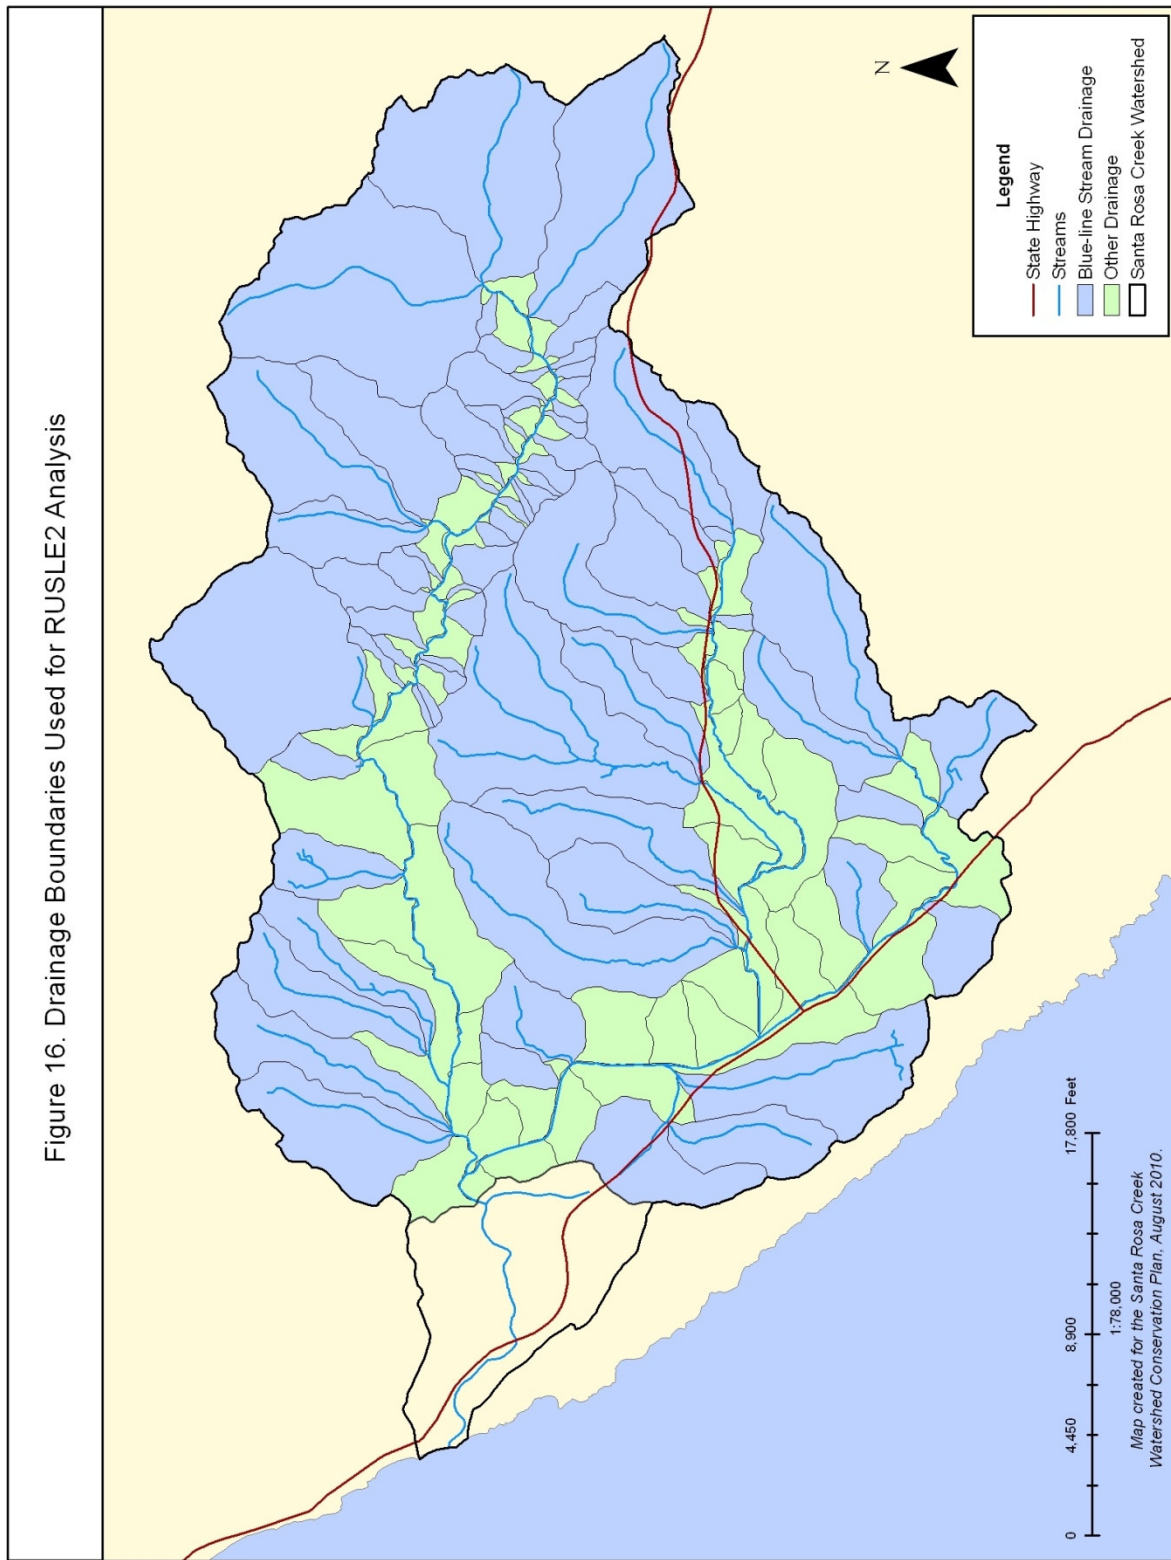 Figure 16. Drainage Boundaries Used for RUSLE2 Analysis
N
Legend
State Highway
Streams
Blue-line Stream Drainage
Other Drainage
Santa Rosa Creek Watershed
0 4,450 8,900 17,800 Feet
1:78,000
Map created for the Santa Rosa Creek
Watershed Conservation Plan, August 2010.